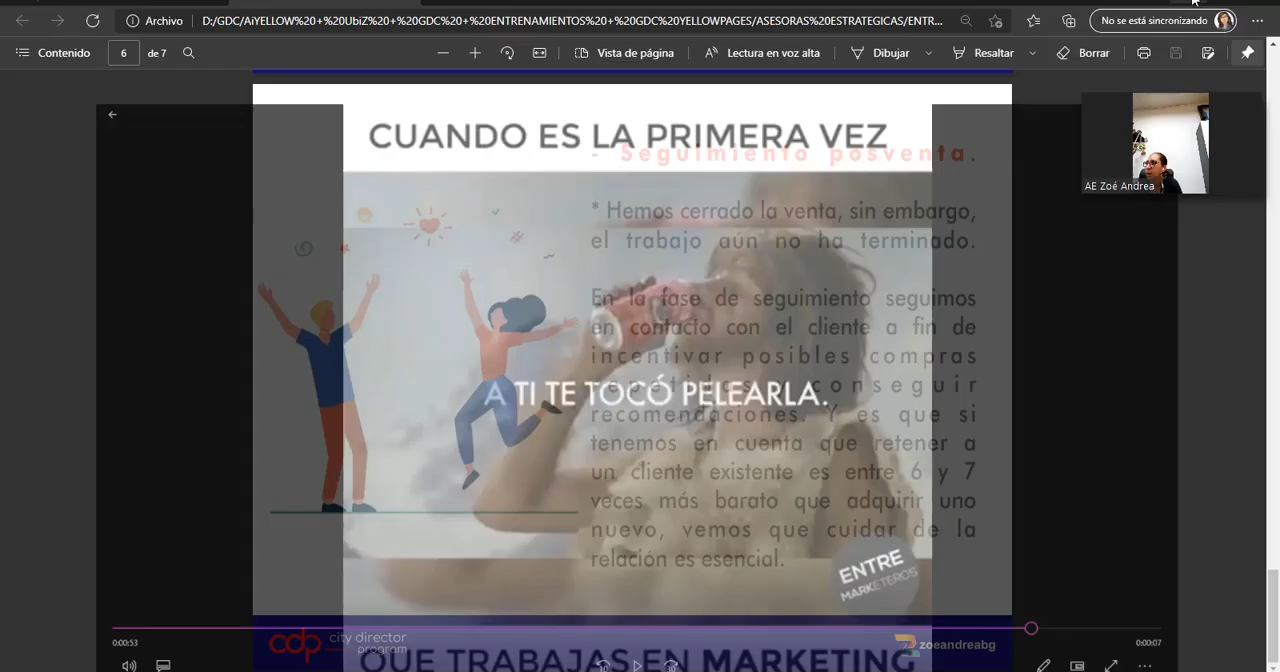 Archivo
D:/GDC/AiYELLOW%20+%20UbiZ%20+%20GDC%20+%20ENTRENAMIENTOS%20+%20GDC%20YELLOWPAGES/ASESORAS%20ESTRATEGICAS/ENTR...
No se está sincronizando
Contenido
6
de 7
Vista de página
Lectura en voz alta
Dibujar
Resaltar
Borrar
AE Zoé Andrea
CUANDO ES LA PRIMERA VEZ
- Seguimiento posventa.
* Hemos cerrado la venta, sin embargo,
el trabajo aún no ha terminado.
En la fase de seguimiento seguimos
en contacto con el cliente a fin de
incentivar posibles compras
conseguir
A TI TE TOCÓ PELEARLA.
recomendaciones. Y es que si
tenemos en cuenta que retener a
un cliente existente es entre 6 y 7
veces más barato que adquirir uno
nuevo, vemos que cuidar de la
relación es esencial.
ENTRE
MARKETEROS
0:00:53
0:00:07
cdp city director
program
zoeandreabg
QUE TRABAJAS EN MARKETING